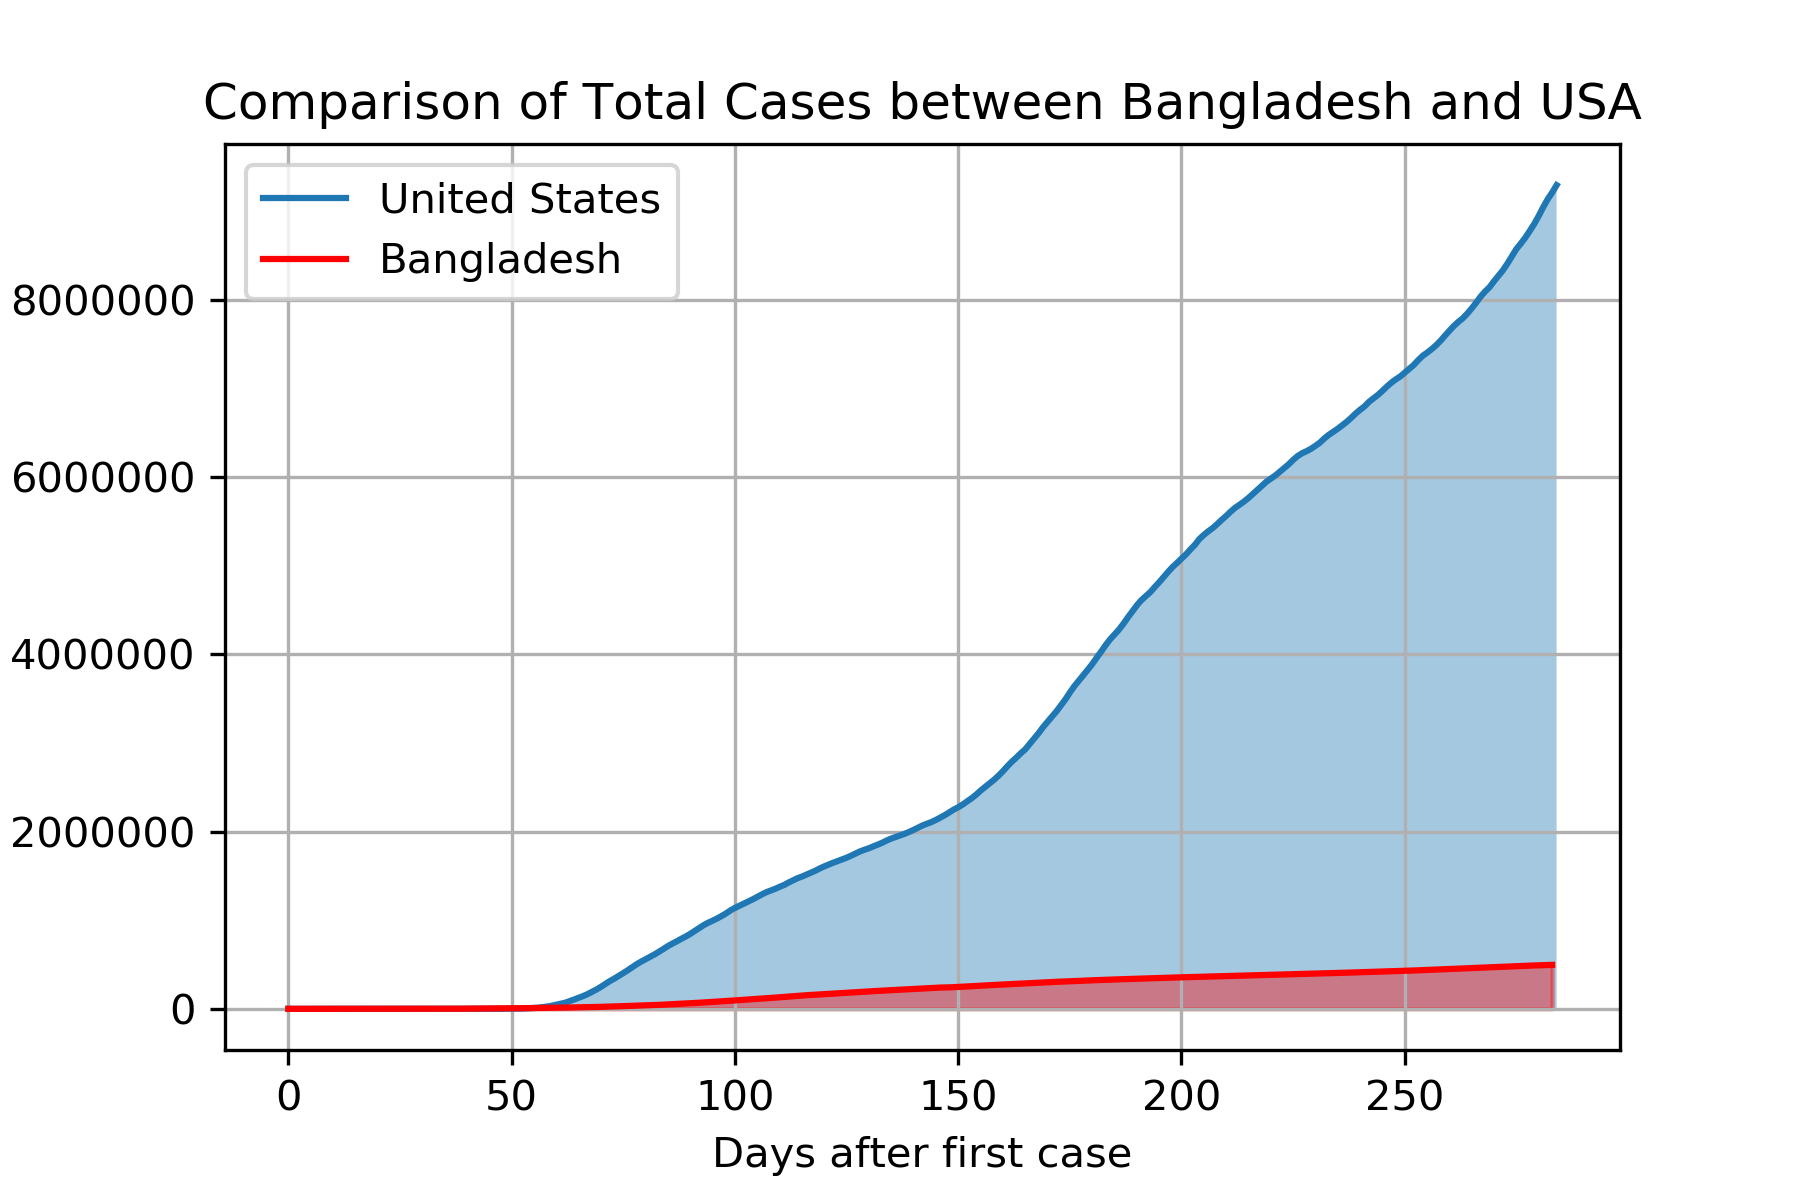 Comparison of Total Cases between Bangladesh and USA
United States
Bangladesh
8000000
6000000
4000000
2000000
0
0 50 100 150 200 250
Days after first case